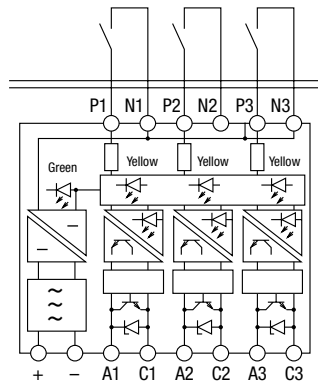 P1 N1 P2 N2 P3 N3
Green Yellow Yellow Yellow
+ − A1 C1 A2 C2 A3 C3